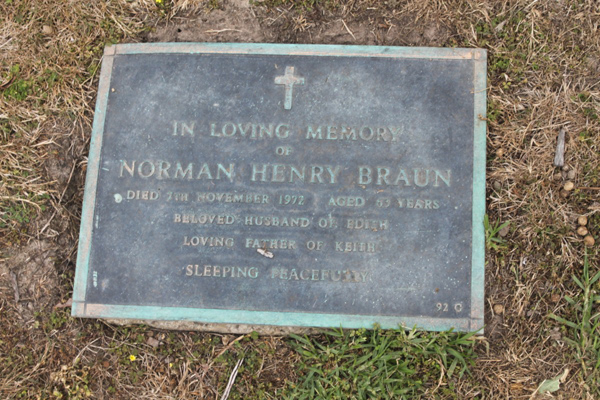 IN LOVING MEMORY
OF
NORMAN HENRY BRAUN
DIED 7TH NOVEMBER 1972 AGED YEARS
BELOVED HUSBAND OF EDITH
LOVING FATHER OF KEITH
SLEEPING PEACEFULLY
92 O